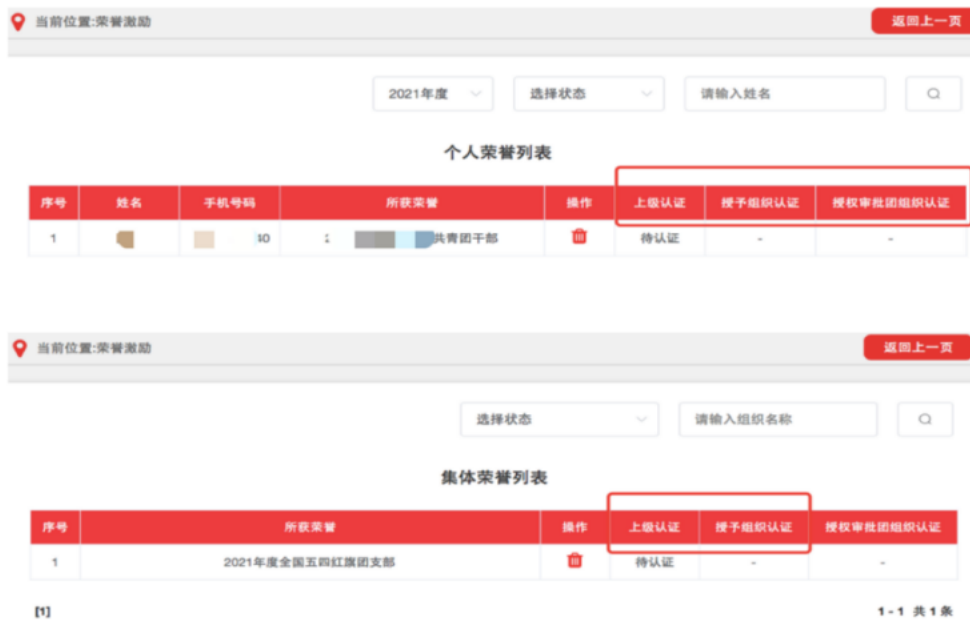 当前位置:荣誉激励 返回上一页
2021年度 选择状态 请输入姓名
个人荣誉列表
序号 姓名 手机号码 所获荣誉 操作 上级认证 授予组织认证 授权审批团组织认证
1 共青团干部 待认证 - -
当前位置:荣誉激励 返回上一页
选择状态 请输入组织名称
集体荣誉列表
序号 所获荣誉 操作 上级认证 授予组织认证 授权审批团组织认证
1 2021年度全国五四红旗团支部 待认证 - -
[1] 1 - 1 共 1 条